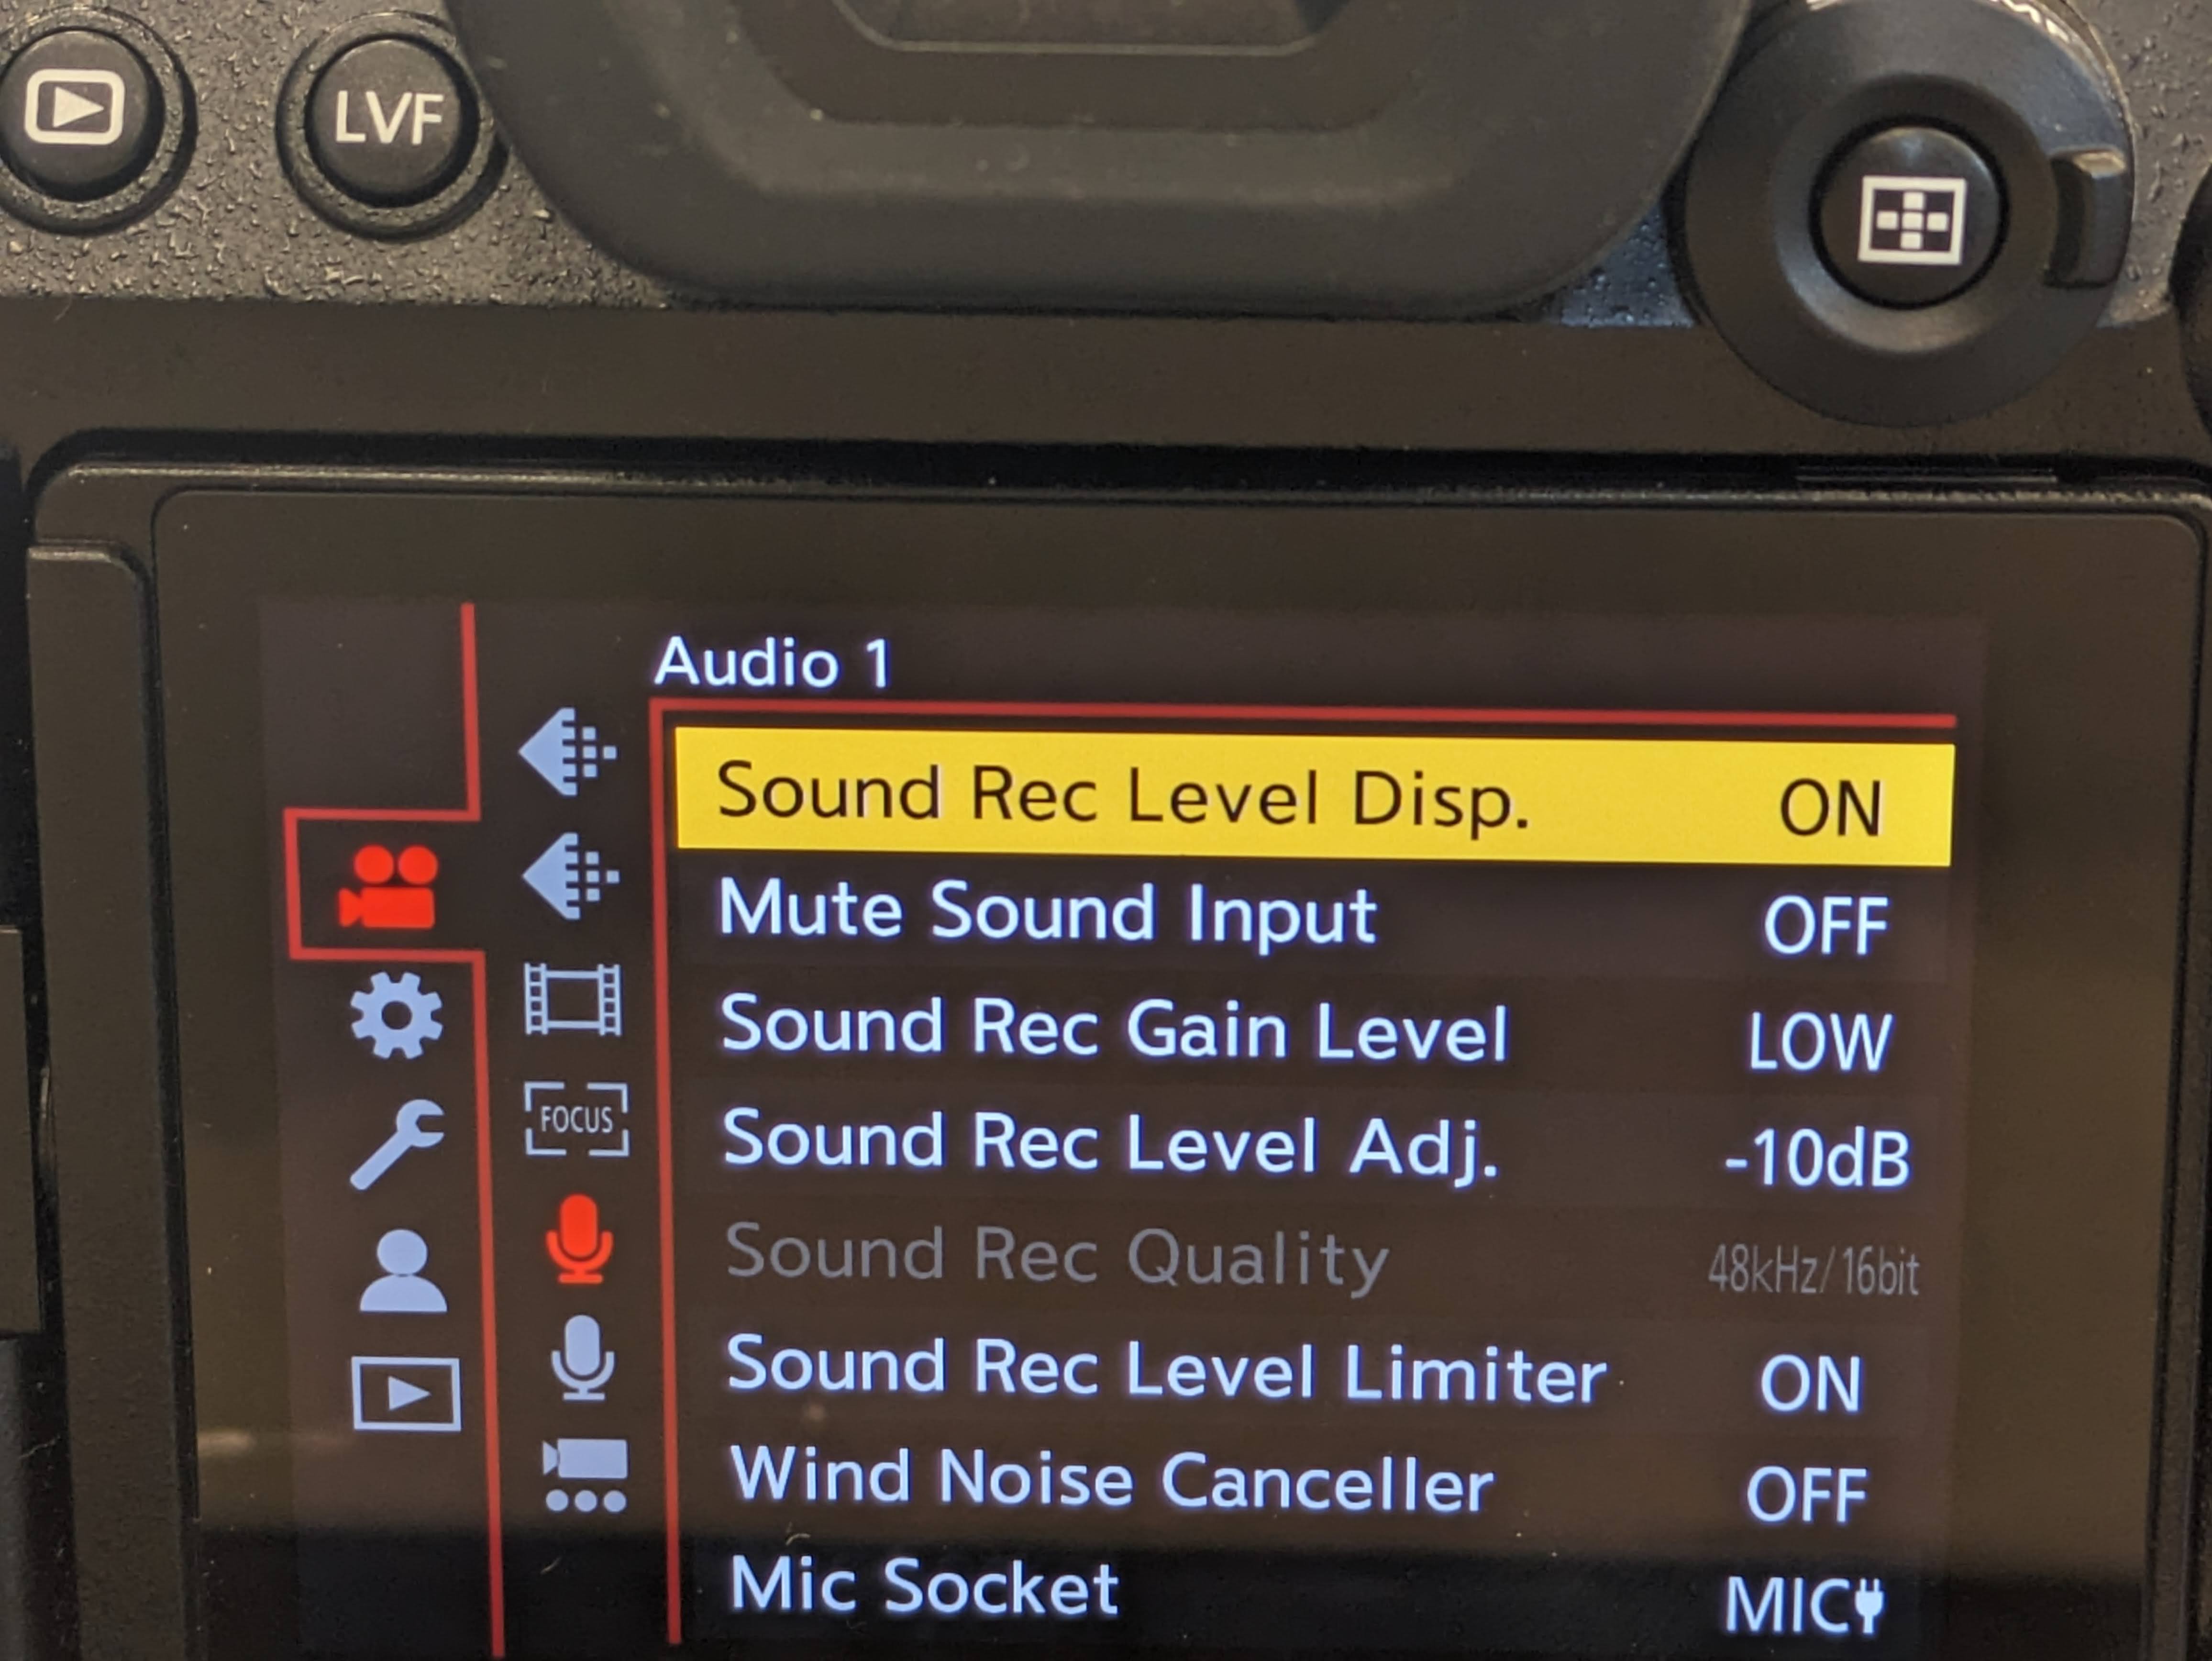 LVF
Audio 1
Sound Rec Level Disp. ON
Mute Sound Input OFF
Sound Rec Gain Level LOW
Sound Rec Level Adj. -10dB
FOCUS
Sound Rec Quality 48kHz/16bit
Sound Rec Level Limiter ON
Wind Noise Canceller OFF
Mic Socket MIC